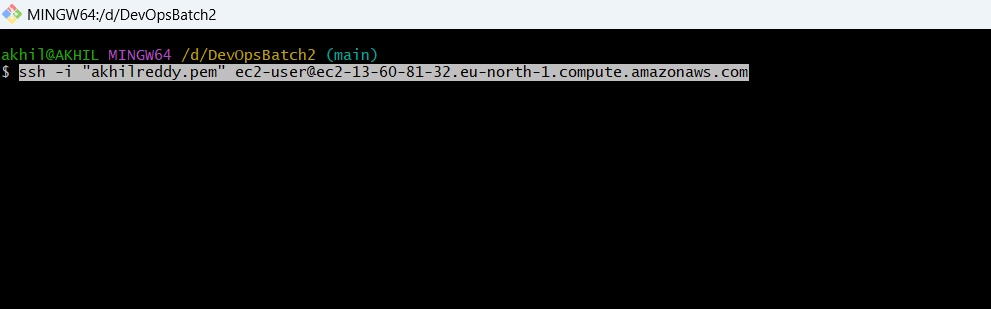 MINGW64:/d/DevOpsBatch2
akhil@AKHIL MINGW64 /d/DevOpsBatch2 (main)
$ ssh -i "akhilreddy.pem" ec2-user@ec2-13-60-81-32.eu-north-1.compute.amazonaws.com